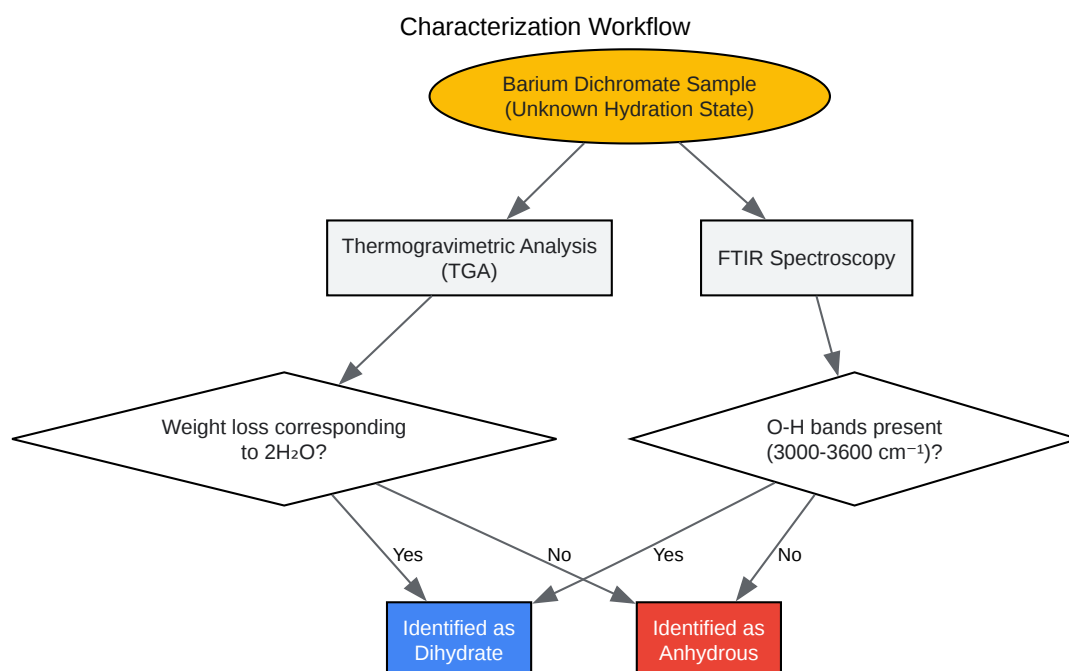 Characterization Workflow
Barium Dichromate Sample
(Unknown Hydration State)
Thermogravimetric Analysis
(TGA)
FTIR Spectroscopy
Weight loss corresponding
to 2H₂O?
O-H bands present
(3000-3600 cm⁻¹)?
Yes
No
Yes
No
Identified as
Dihydrate
Identified as
Anhydrous